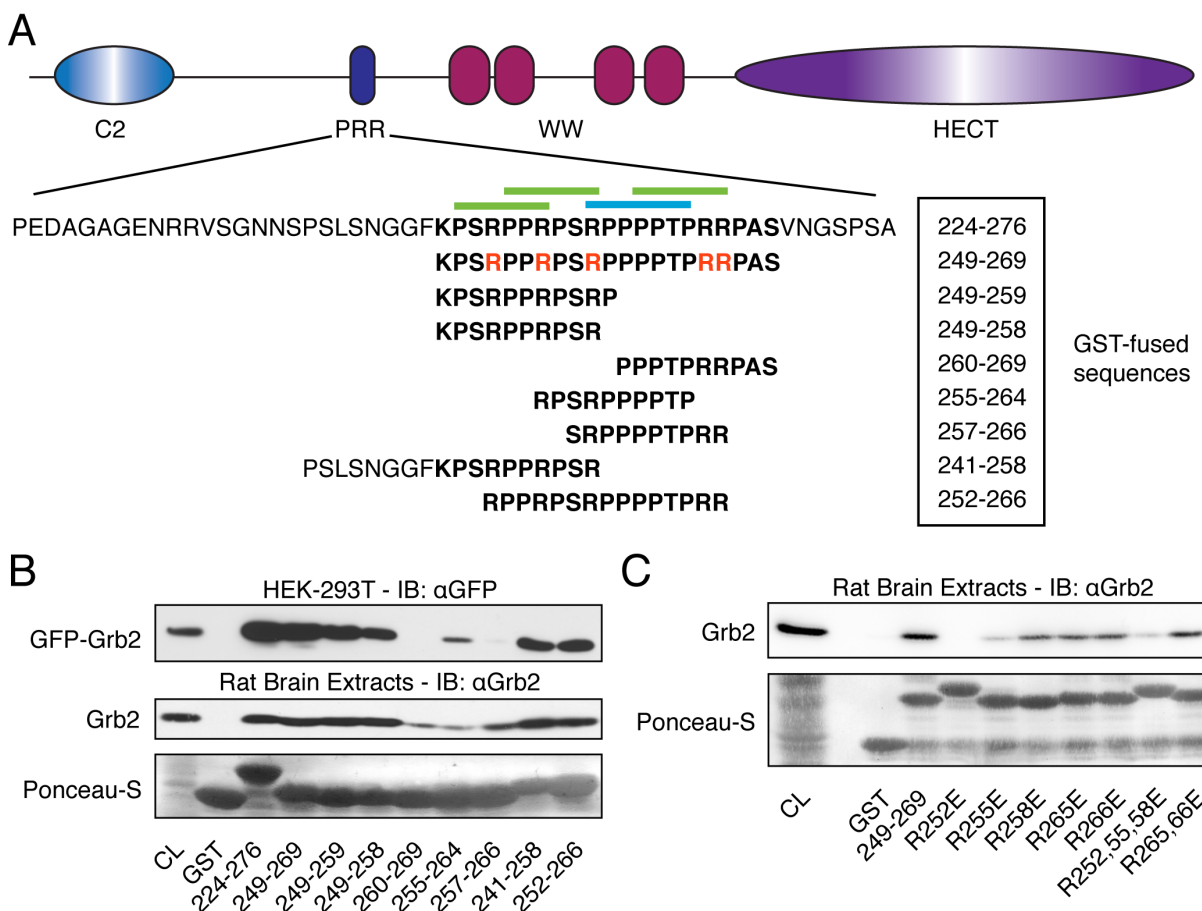 A
C2
PRR
WW
HECT
PEDAGAGENRRVSGNNSPSLSNGGFKPSRPPRPSRPPPPTPRRPASVNGSPSA
224-276
KPSRPPRPSRPPPPTPRRPAS
249-269
KPSRPPRPSRP
249-259
KPSRPPRPSR
249-258
PPPTPRRPAS
260-269
RPSRPPPPTP
255-264
SRPPPPTPRR
257-266
PSLSNGGFKPSRPPRPSR
241-258
RPPRPSRPPPPTPRR
252-266
GST-fused
sequences
B
HEK-293T - IB: αGFP
GFP-Grb2
Rat Brain Extracts - IB: αGrb2
Grb2
Ponceau-S
CL
GST
224-276
249-269
249-259
249-258
260-269
255-264
257-266
241-258
252-266
C
Rat Brain Extracts - IB: αGrb2
Grb2
Ponceau-S
CL
GST
249-269
R252E
R255E
R258E
R265E
R266E
R252,55,58E
R265,66E